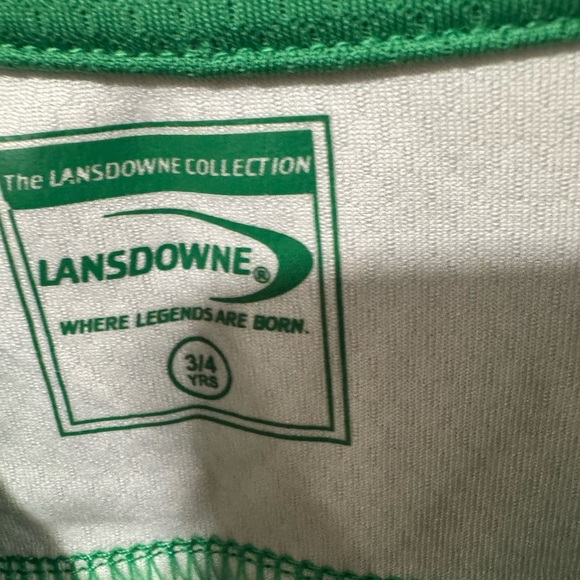 The LANSDOWNE COLLECTION
LANSDOWNE®
WHERE LEGENDS ARE BORN.
3/4
YRS